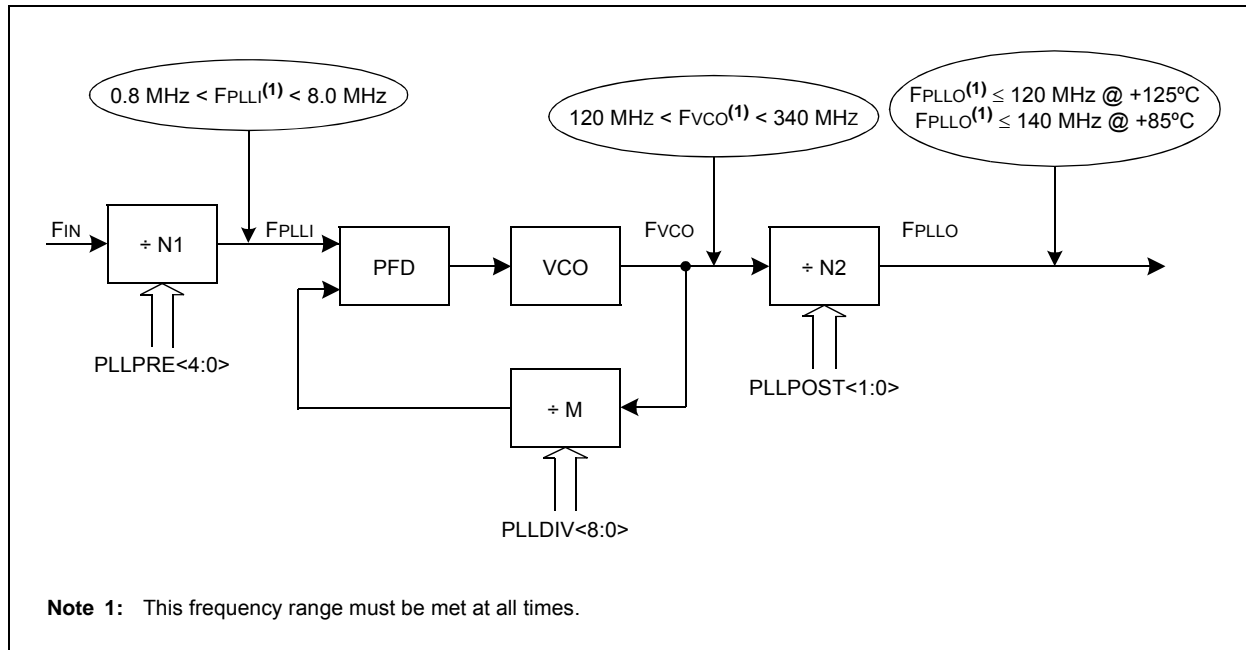 0.8 MHz < FPLLI(1) < 8.0 MHz
120 MHZ < FVCO(1) < 340 MHZ
FPLLO(1) ≤ 120 MHz @ +125ºC
FPLLO(1) ≤ 140 MHz @ +85ºC
FIN
÷ N1
FPLLI
PFD
VCO
FVCO
÷ N2
FPLLO
PLLPRE<4:0>
÷ M
PLLPOST<1:0>
PLLDIV<8:0>
Note 1: This frequency range must be met at all times.